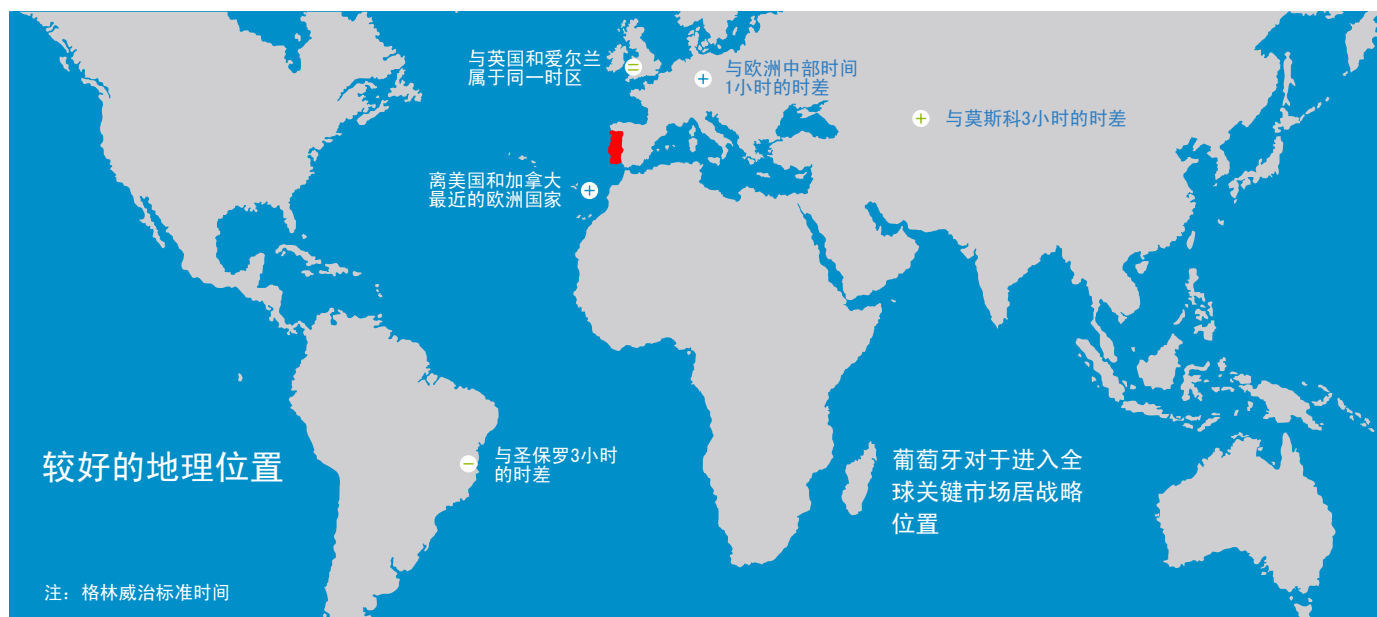 与英国和爱尔兰
属于同一时区
与欧洲中部时间
1小时的时差
与莫斯科3小时的时差
离美国和加拿大
最近的欧洲国家
较好的地理位置
与圣保罗3小时
的时差
葡萄牙对于进入全
球关键市场居战略
位置
注：格林威治标准时间